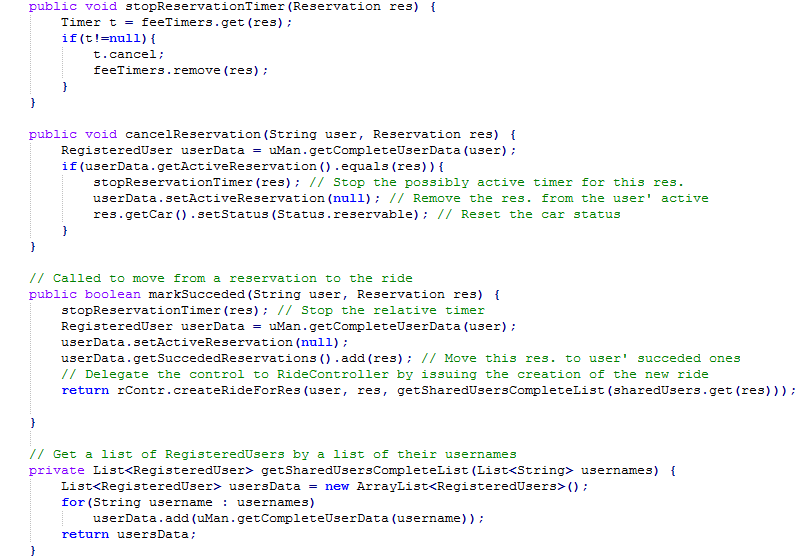 public void stopReservationTimer(Reservation res) {
Timer t = feeTimers.get(res);
if(t!=null){
t.cancel;
feeTimers.remove(res);
}
}
public void cancelReservation(String user, Reservation res) {
RegisteredUser userData = uMan.getCompleteUserData(user);
if(userData.getActiveReservation().equals(res)){
stopReservationTimer(res); // Stop the possibly active timer for this res.
userData.setActiveReservation(null); // Remove the res. from the user' active
res.getCar().setStatus(Status.reservable); // Reset the car status
}
}
// Called to move from a reservation to the ride
public boolean markSucceded(String user, Reservation res) {
stopReservationTimer(res); // Stop the relative timer
RegisteredUser userData = uMan.getCompleteUserData(user);
userData.setActiveReservation(null);
userData.getSuccededReservations().add(res); // Move this res. to user' succeded ones
// Delegate the control to RideController by issuing the creation of the new ride
return rContr.createRideForRes(user, res, getSharedUsersCompleteList(sharedUsers.get(res)));
}
// Get a list of RegisteredUsers by a list of their usernames
private List<RegisteredUser> getSharedUsersCompleteList(List<String> usernames) {
List<RegisteredUser> usersData = new ArrayList<RegisteredUsers>();
for(String username : usernames)
userData.add(uMan.getCompleteUserData(username));
return usersData;
}